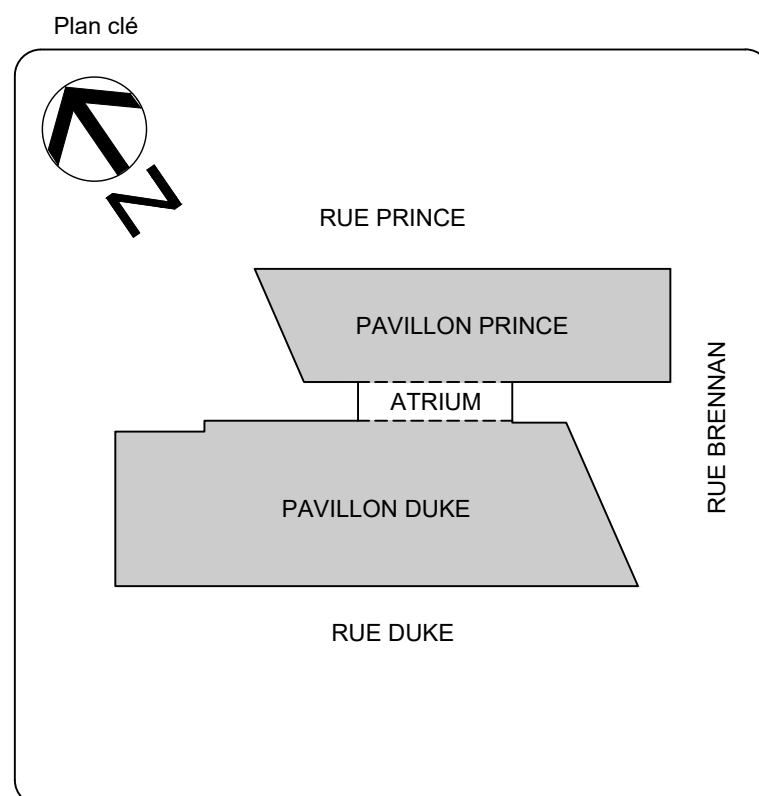 Plan clé
N
RUE PRINCE
PAVILLON PRINCE
RUE BRENNAN
ATRIUM
PAVILLON DUKE
RUE DUKE